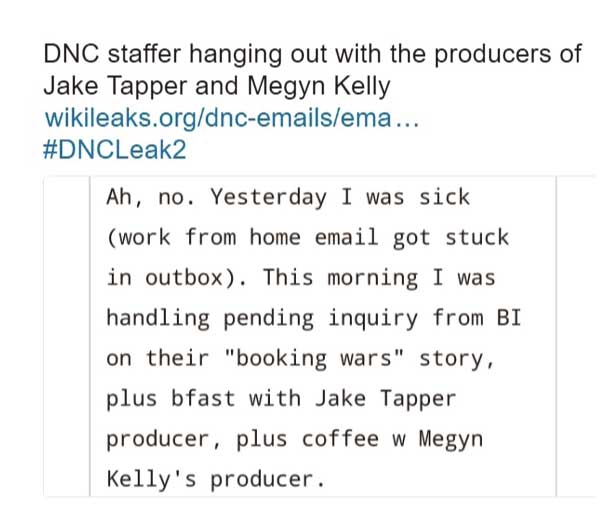 DNC staffer hanging out with the producers of
Jake Tapper and Megyn Kelly
wikileaks.org/dnc-emails/ema…
#DNCLeak2
Ah, no. Yesterday I was sick
(work from home email got stuck
in outbox). This morning I was
handling pending inquiry from BI
on their "booking wars" story,
plus bfast with Jake Tapper
producer, plus coffee w Megyn
Kelly's producer.